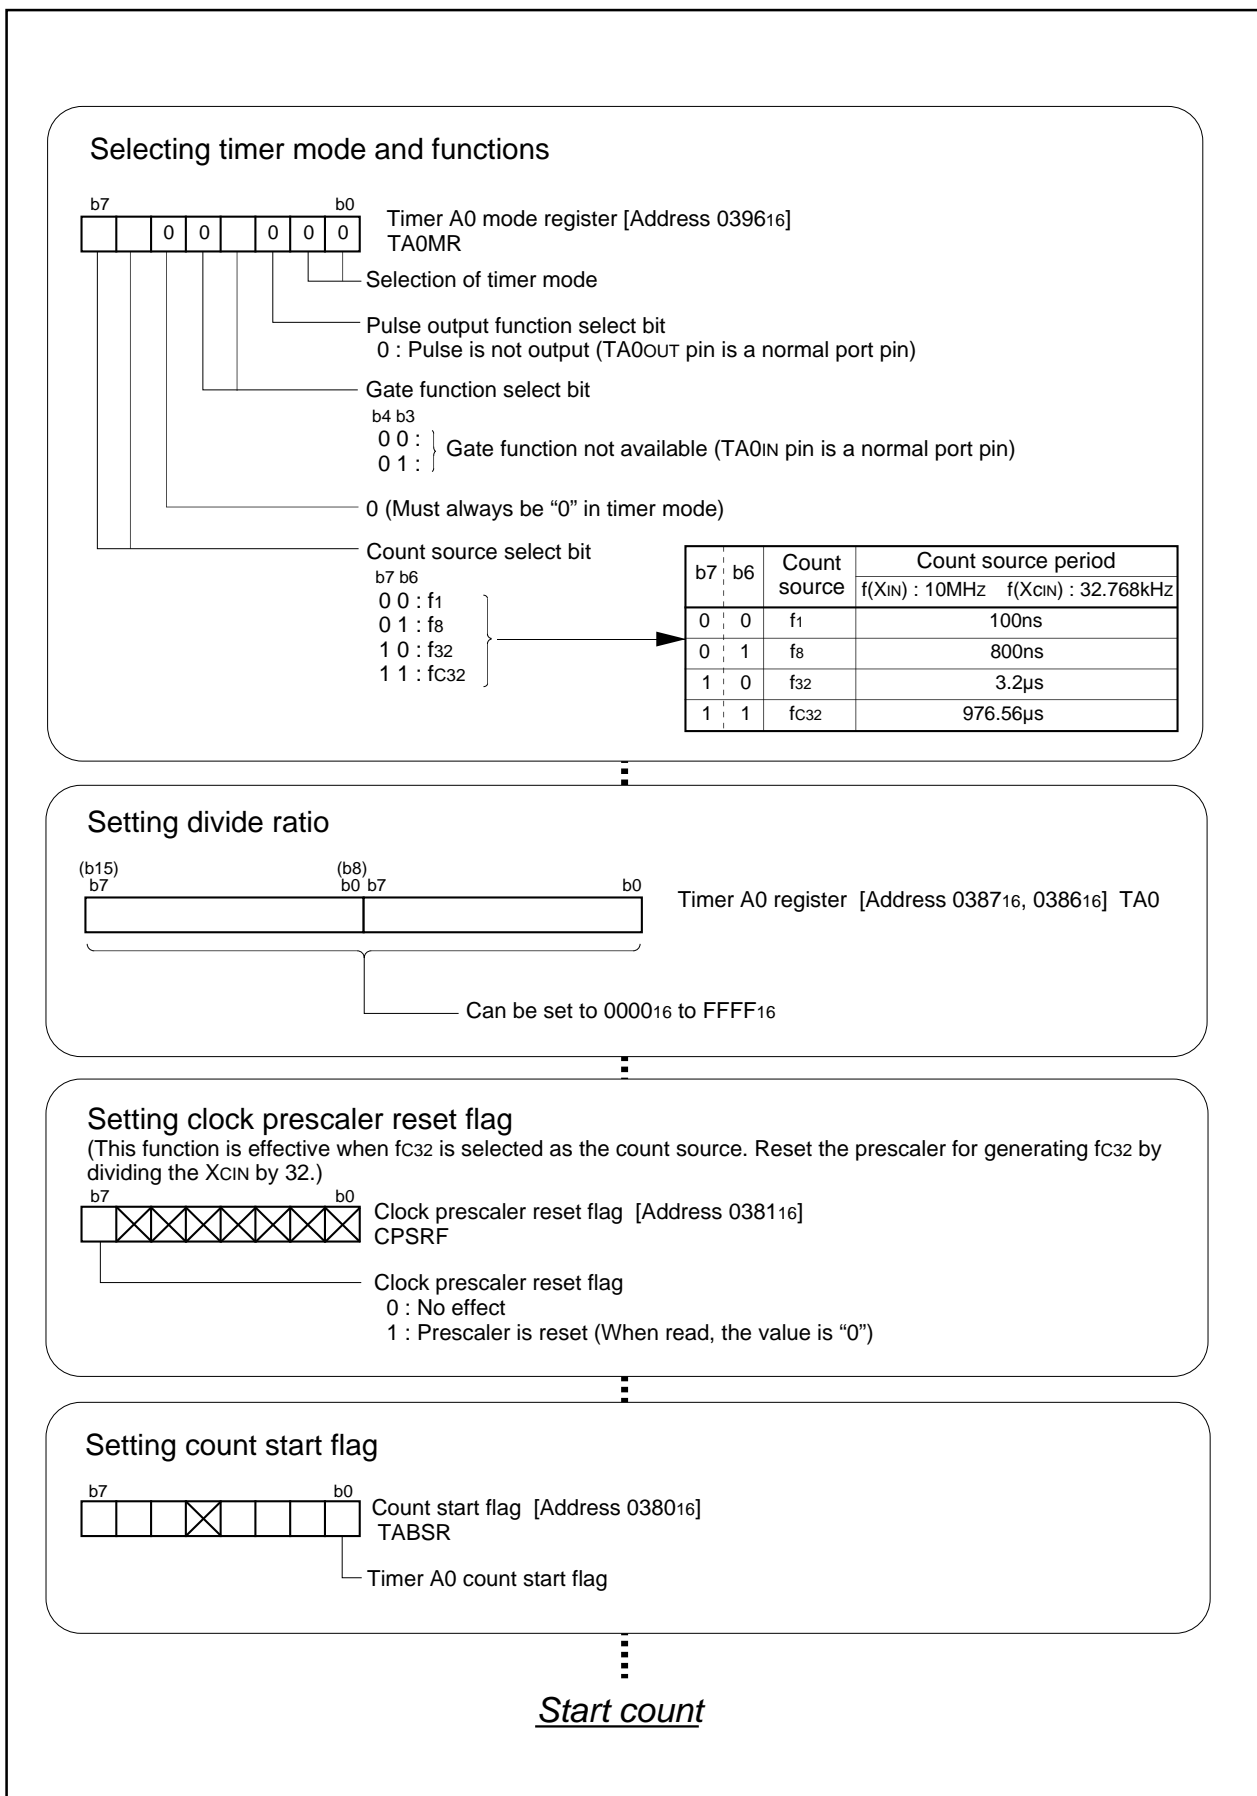 Selecting timer mode and functions
b7 b0
0 0 0 0 0
Timer A0 mode register [Address 039616]
TA0MR
Selection of timer mode
Pulse output function select bit
0 : Pulse is not output (TA0OUT pin is a normal port pin)
Gate function select bit
b4 b3
0 0 :
0 1 :
Gate function not available (TA0IN pin is a normal port pin)
0 (Must always be “0” in timer mode)
Count source select bit
b7 b6
0 0 : f1
0 1 : f8
1 0 : f32
1 1 : fC32
b7 b6 Count source Count source period
f(XIN) : 10MHz f(XCIN) : 32.768kHz
0 0 f1 100ns
0 1 f8 800ns
1 0 f32 3.2µs
1 1 fC32 976.56µs
Setting divide ratio
(b15) (b8)
b7 b0 b7 b0
Timer A0 register [Address 038716, 038616] TA0
Can be set to 000016 to FFFF16
Setting clock prescaler reset flag
(This function is effective when fC32 is selected as the count source. Reset the prescaler for generating fC32 by
dividing the XCIN by 32.)
b7 b0
Clock prescaler reset flag [Address 038116]
CPSRF
Clock prescaler reset flag
0 : No effect
1 : Prescaler is reset (When read, the value is “0”)
Setting count start flag
b7 b0
Count start flag [Address 038016]
TABSR
Timer A0 count start flag
Start count